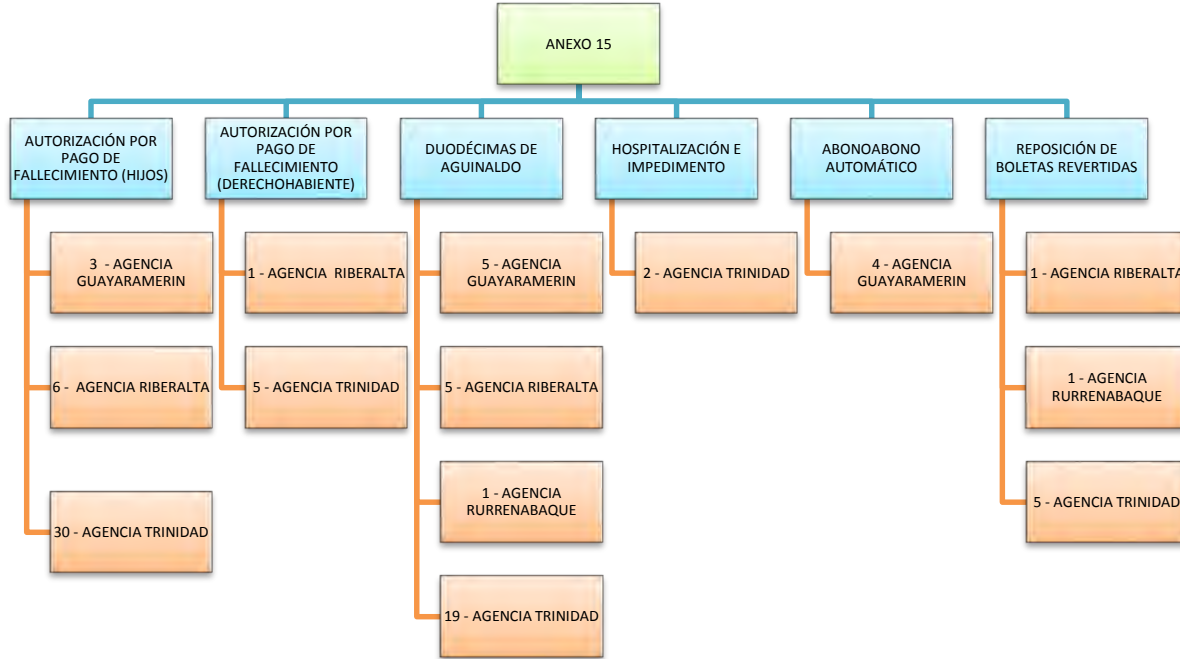 ANEXO 15
AUTORIZACIÓN POR
PAGO DE
FALLECIMIENTO (HIJOS)
3 - AGENCIA
GUAYARAMERIN
6 - AGENCIA RIBERALTA
30 - AGENCIA TRINIDAD
AUTORIZACIÓN POR
PAGO DE
FALLECIMIENTO
(DERECHOHABIENTE)
1 - AGENCIA RIBERALTA
5 - AGENCIA TRINIDAD
DUODÉCIMAS DE
AGUINALDO
5 - AGENCIA
GUAYARAMERIN
5 - AGENCIA RIBERALTA
1 - AGENCIA
RURRENABAQUE
19 - AGENCIA TRINIDAD
HOSPITALIZACIÓN E
IMPEDIMENTO
2 - AGENCIA TRINIDAD
ABONOABONO
AUTOMÁTICO
4 - AGENCIA
GUAYARAMERIN
REPOSICIÓN DE
BOLETAS REVERTIDAS
1 - AGENCIA RIBERALTA
1 - AGENCIA
RURRENABAQUE
5 - AGENCIA TRINIDAD